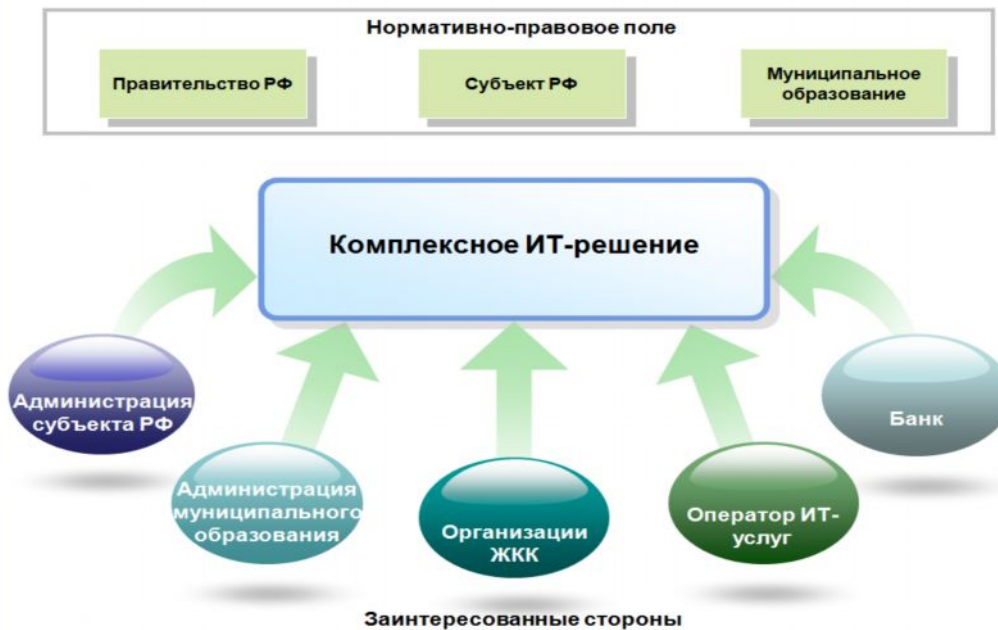 Нормативно-правовое поле
Правительство РФ
Субъект РФ
Муниципальное
образование
Комплексное ИТ-решение
Администрация
субъекта РФ
Администрация
муниципального
образования
Организации
ЖКК
Оператор ИТ-
услуг
Банк
Заинтересованные стороны